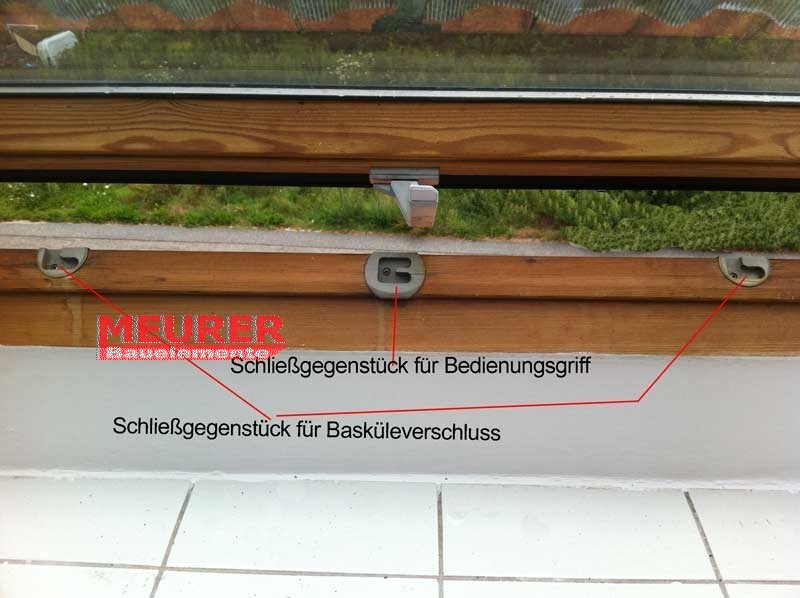 MEURER
Bauelemente
Schließgegenstück für Bedienungsgriff
Schließgegenstück für Basküleverschluss